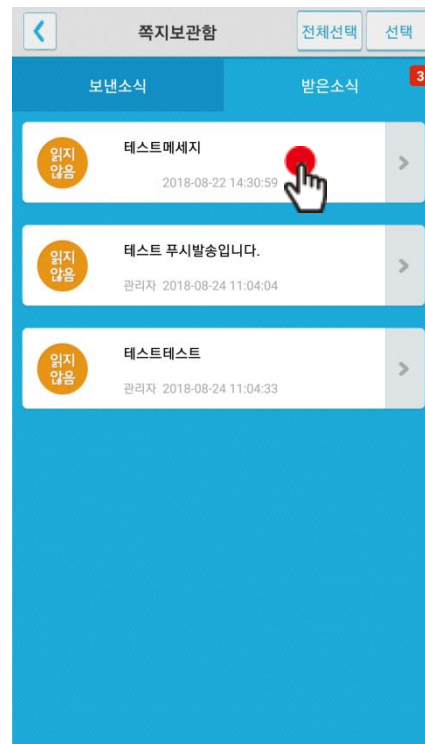 쪽지보관함
전체선택
선택
보낸소식
받은소식
3
읽지
않음
테스트메세지
2018-08-22 14:30:59
읽지
않음
테스트 푸시발송입니다.
관리자 2018-08-24 11:04:04
읽지
않음
테스트테스트
관리자 2018-08-24 11:04:33